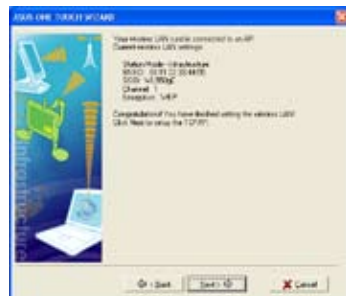 ASUS ONE TOUCH WIZARD
Your wireless LAN card is connected to an AP.
Current wireless LAN settings:
Station Mode - Infrastructure
Channel: 1
Encryption: WEP
Congratulations! You have finished setting the wireless LAN!
Click Next to setup the TCP/IP.
Infrastructure
Cancel